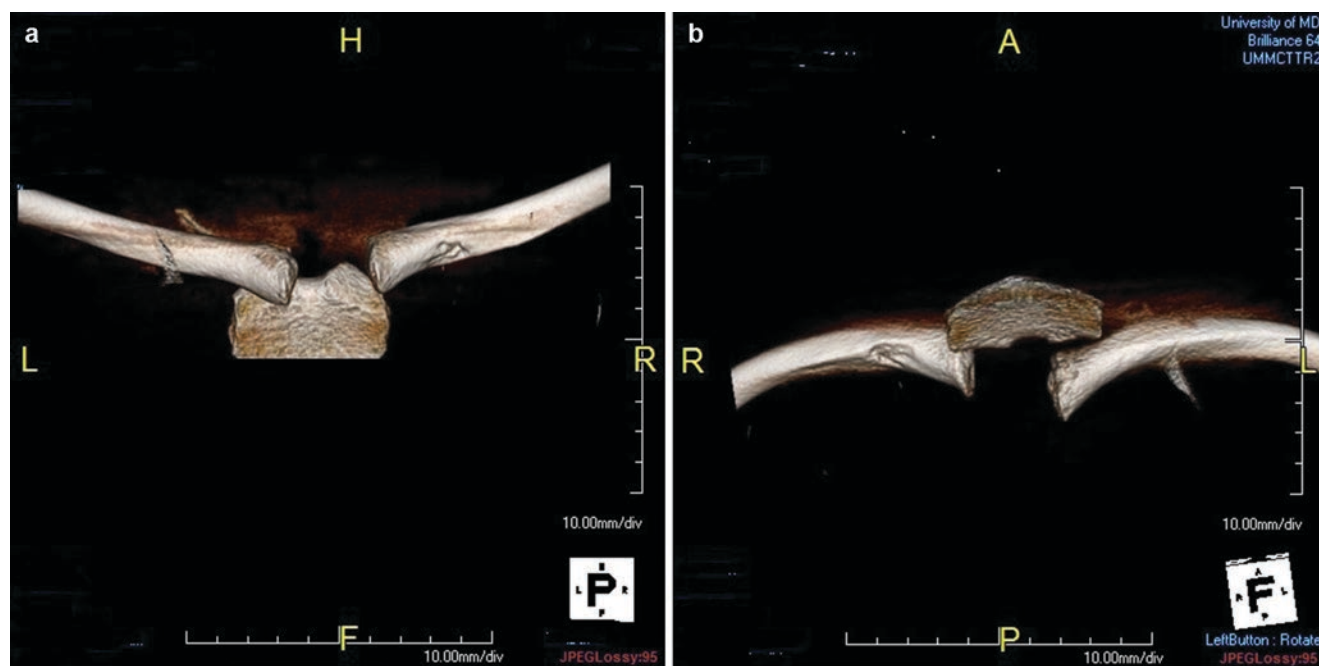 a
H
L
R
10.00mm/div
P
L R
F
10.00mm/div
JPEGLossy:95
b
University of MD
Brilliance 64
UMMCTTR2
A
R
L
10.00mm/div
A
R F L
LeftButton : Rotate
P
10.00mm/div
JPEGLossy:95